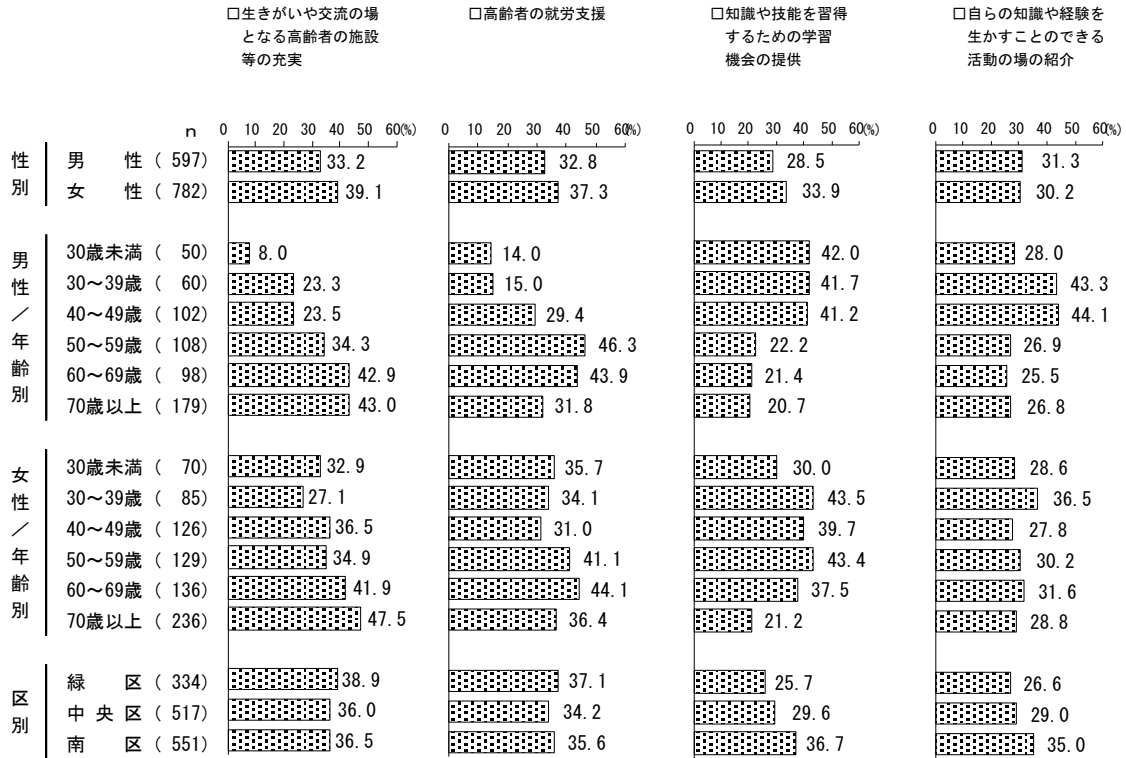 □生きがいや交流の場
となる高齢者の施設
等の充実
□高齢者の就労支援
□知識や技能を習得
するための学習
機会の提供
□自らの知識や経験を
生かすことのできる
活動の場の紹介
n 0 10 20 30 40 50 60(%) 0 10 20 30 40 50 60(%) 0 10 20 30 40 50 60(%) 0 10 20 30 40 50 60(%)
性別
男性 (597) 33.2 32.8 28.5 31.3
女性 (782) 39.1 37.3 33.9 30.2
男性/年齢別
30歳未満 (50) 8.0 14.0 42.0 28.0
30~39歳 (60) 23.3 15.0 41.7 43.3
40~49歳 (102) 23.5 29.4 41.2 44.1
50~59歳 (108) 34.3 46.3 22.2 26.9
60~69歳 (98) 42.9 43.9 21.4 25.5
70歳以上 (179) 43.0 31.8 20.7 26.8
女性/年齢別
30歳未満 (70) 32.9 35.7 30.0 28.6
30~39歳 (85) 27.1 34.1 43.5 36.5
40~49歳 (126) 36.5 31.0 39.7 27.8
50~59歳 (129) 34.9 41.1 43.4 30.2
60~69歳 (136) 41.9 44.1 37.5 31.6
70歳以上 (236) 47.5 36.4 21.2 28.8
区別
緑区 (334) 38.9 37.1 25.7 26.6
中央区 (517) 36.0 34.2 29.6 29.0
南区 (551) 36.5 35.6 36.7 35.0